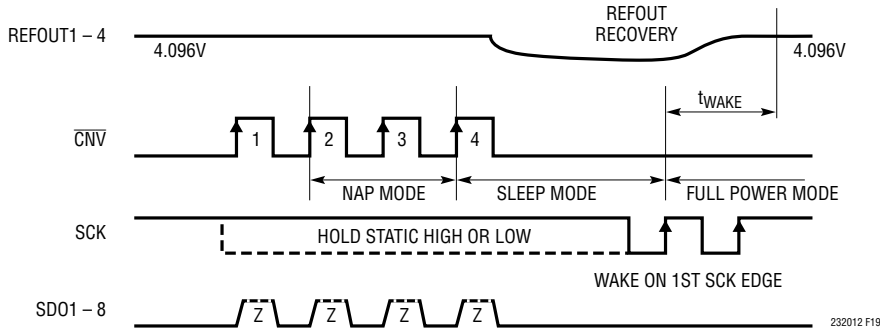 REFOUT
RECOVERY
REFOUT1 – 4
4.096V
4.096V
tWAKE
CNV
1
2
3
4
NAP MODE
SLEEP MODE
FULL POWER MODE
SCK
HOLD STATIC HIGH OR LOW
WAKE ON 1ST SCK EDGE
SDO1 – 8
Z
Z
Z
Z
232012 F19